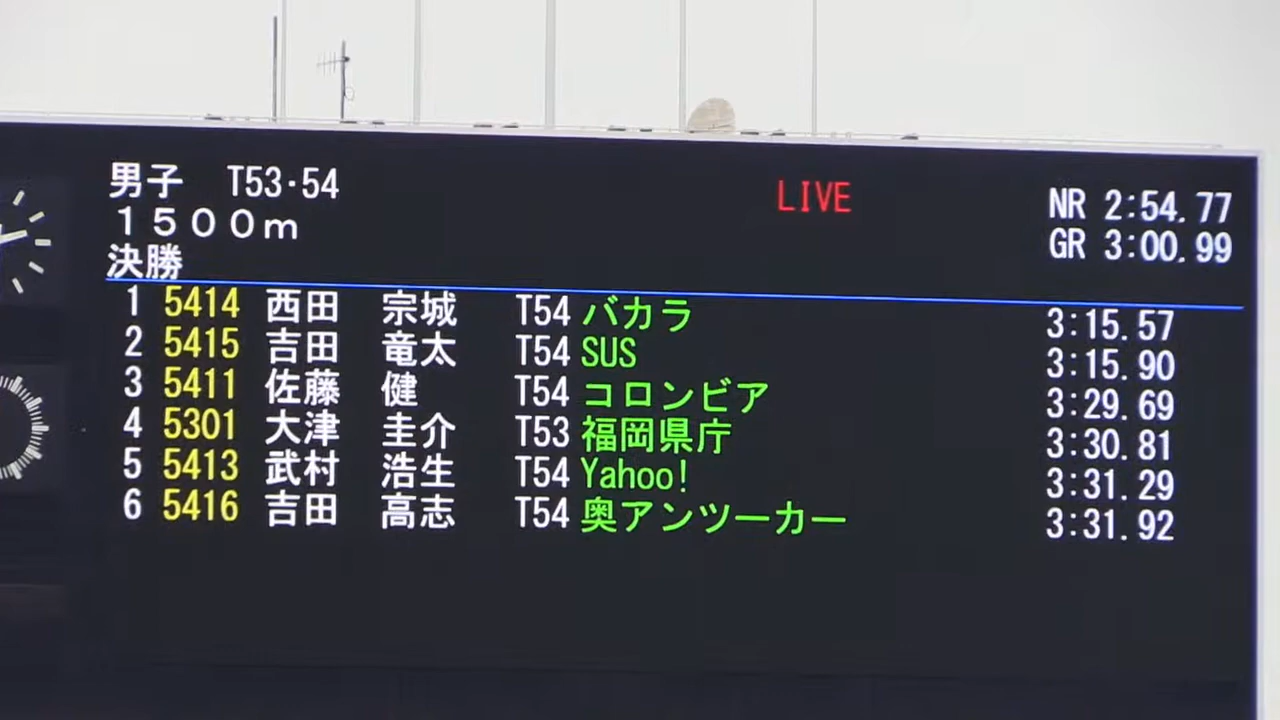 男子 T53・54 LIVE NR 2:54.77
1500m GR 3:00.99
決勝
1 5414 西田 宗城 T54 バカラ 3:15.57
2 5415 吉田 竜太 T54 SUS 3:15.90
3 5411 佐藤 健 T54 コロンビア 3:29.69
4 5301 大津 圭介 T53 福岡県庁 3:30.81
5 5413 武村 浩生 T54 Yahoo! 3:31.29
6 5416 吉田 高志 T54 奥アンツーカー 3:31.92